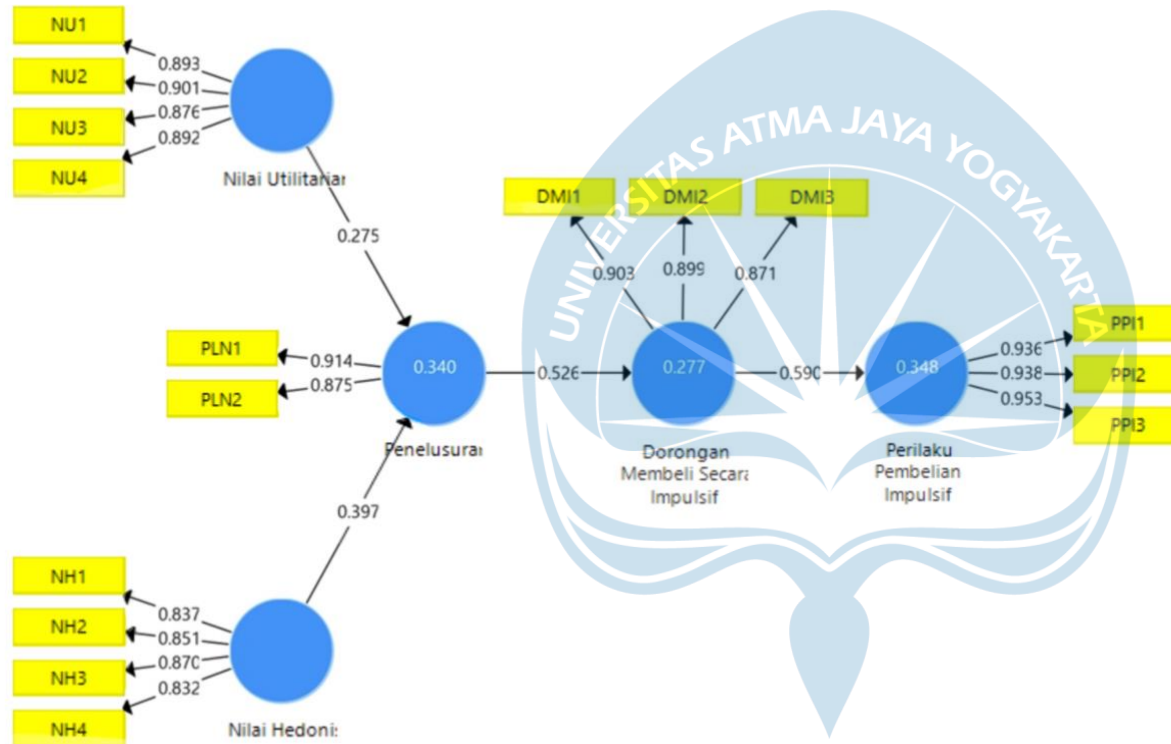 NU1
0.893
NU2
0.901
NU3
0.876
NU4
0.892
Nilai Utilitarian
0.275
UNIVERSITAS ATMA JAYA YOGYAKARTA
DMI1
DMI2
DMI3
0.903
0.899
0.871
PLN1
0.914
PLN2
0.875
0.340
Penelusuran
0.526
0.277
Dorongan
Membeli Secara
Impulsif
0.590
0.348
Perilaku
Pembelian
Impulsif
PPI1
0.936
PPI2
0.938
PPI3
0.953
0.397
NH1
0.837
NH2
0.851
NH3
0.870
NH4
0.832
Nilai Hedonis